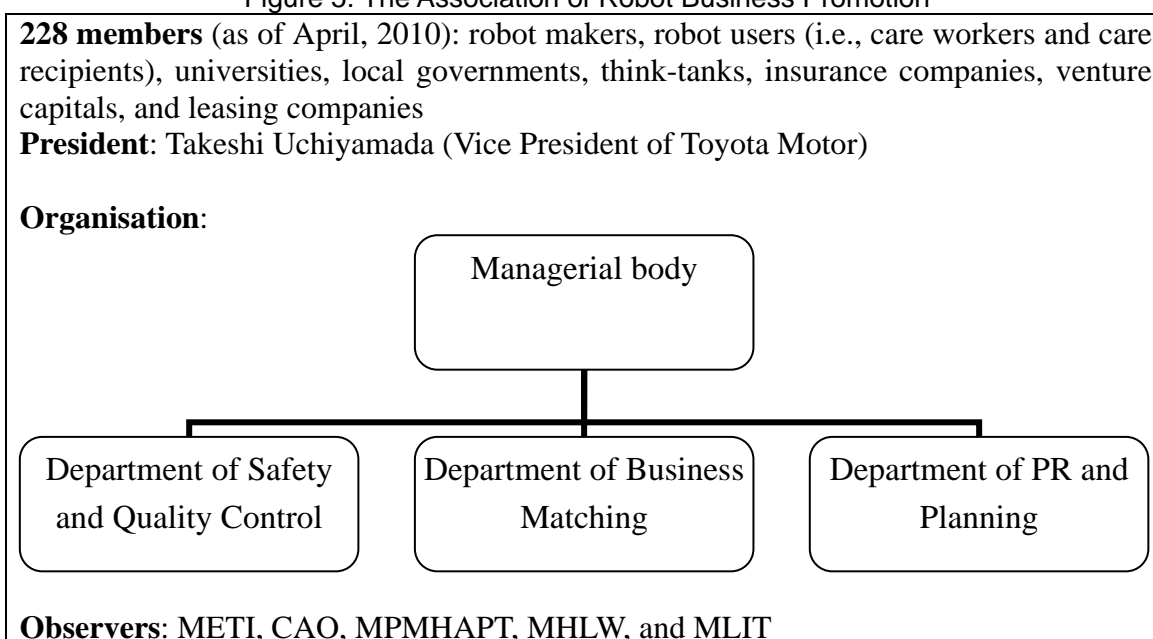 Figure 5. The Association of Robot Business Promotion
228 members (as of April, 2010): robot makers, robot users (i.e., care workers and care
recipients), universities, local governments, think-tanks, insurance companies, venture
capitals, and leasing companies
President: Takeshi Uchiyamada (Vice President of Toyota Motor)
Organisation:
Managerial body
Department of Safety
and Quality Control
Department of Business
Matching
Department of PR and
Planning
Observers: METI, CAO, MPMHAPT, MHLW, and MLIT